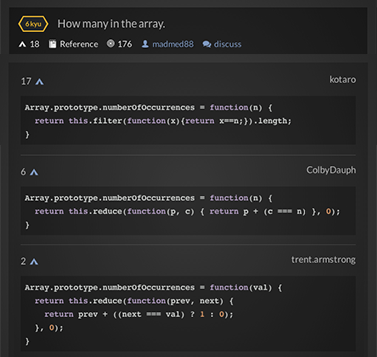 6 kyu How many in the array.
18 Reference 176 madmed88 discuss
17 kotaro
Array.prototype.numberOfOccurrences = function(n) {
  return this.filter(function(x){return x==n;}).length;
}
6 ColbyDauph
Array.prototype.numberOfOccurrences = function(n) {
  return this.reduce(function(p, c) { return p + (c === n) }, 0);
}
2 trent.armstrong
Array.prototype.numberOfOccurrences = function(val) {
  return this.reduce(function(prev, next) {
    return prev + ((next === val) ? 1 : 0);
  }, 0);
}